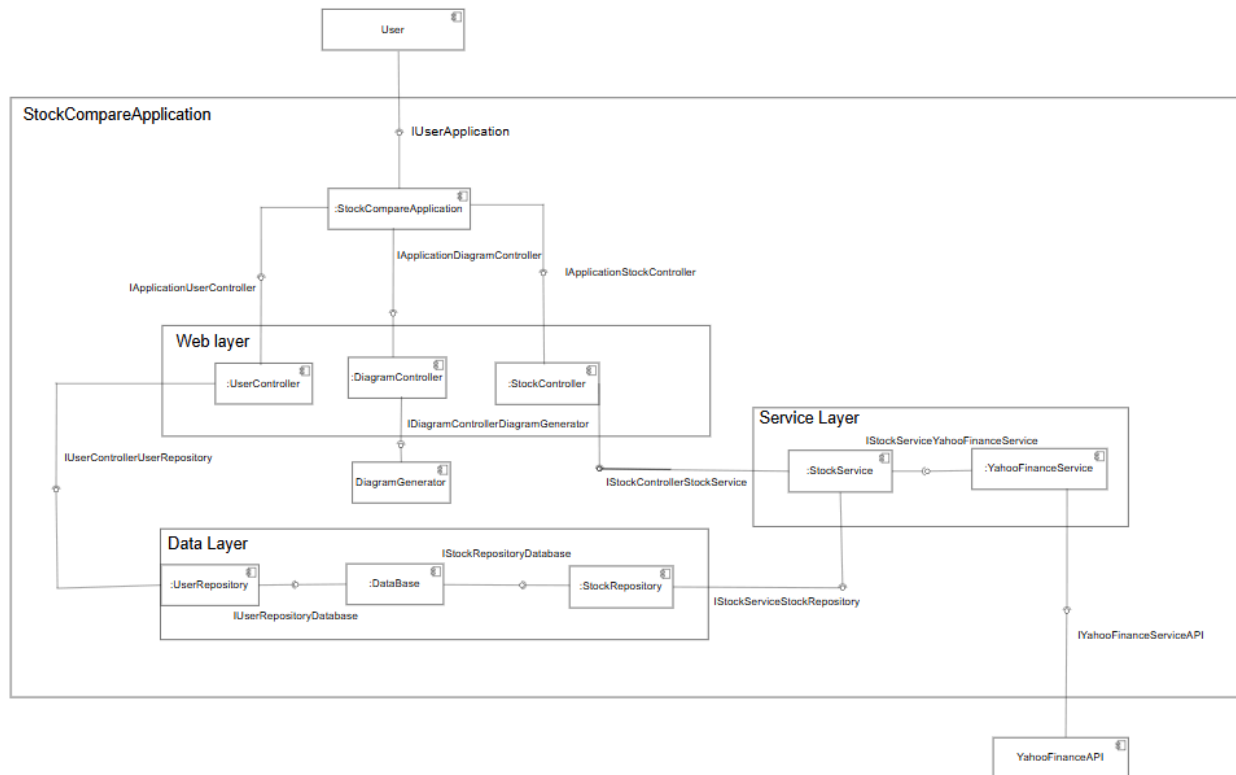 User
StockCompareApplication
IUserApplication
:StockCompareApplication
IApplicationDiagramController
IApplicationStockController
IApplicationUserController
Web layer
:UserController
:DiagramController
:StockController
IDiagramControllerDiagramGenerator
Service Layer
IStockServiceYahooFinanceService
IUserControllerUserRepository
:StockService
:YahooFinanceService
DiagramGenerator
IStockControllerStockService
Data Layer
IStockRepositoryDatabase
:UserRepository
:DataBase
:StockRepository
IUserRepositoryDatabase
IStockServiceStockRepository
IYahooFinanceServiceAPI
YahooFinanceAPI